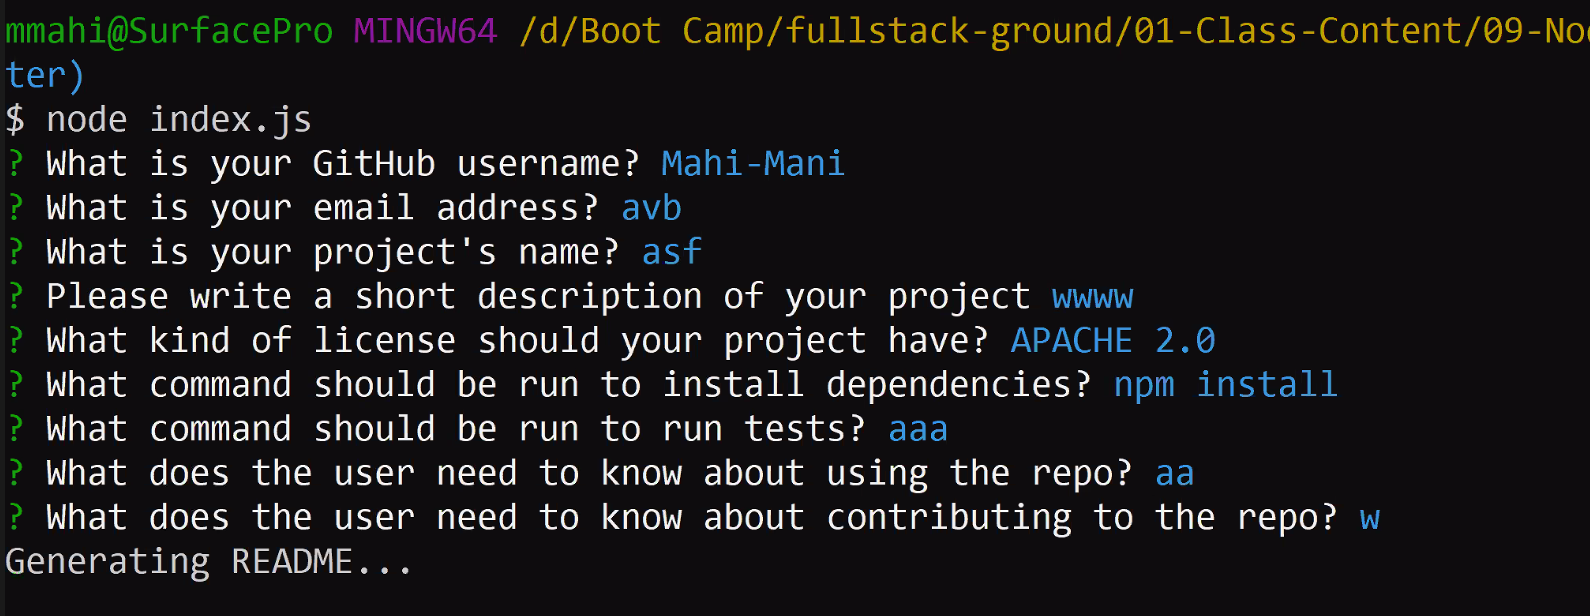 mmahi@SurfacePro MINGW64 /d/Boot Camp/fullstack-ground/01-Class-Content/09-No
ter)
$ node index.js
? What is your GitHub username? Mahi-Mani
? What is your email address? avb
? What is your project's name? asf
? Please write a short description of your project wwww
? What kind of license should your project have? APACHE 2.0
? What command should be run to install dependencies? npm install
? What command should be run to run tests? aaa
? What does the user need to know about using the repo? aa
? What does the user need to know about contributing to the repo? w
Generating README...